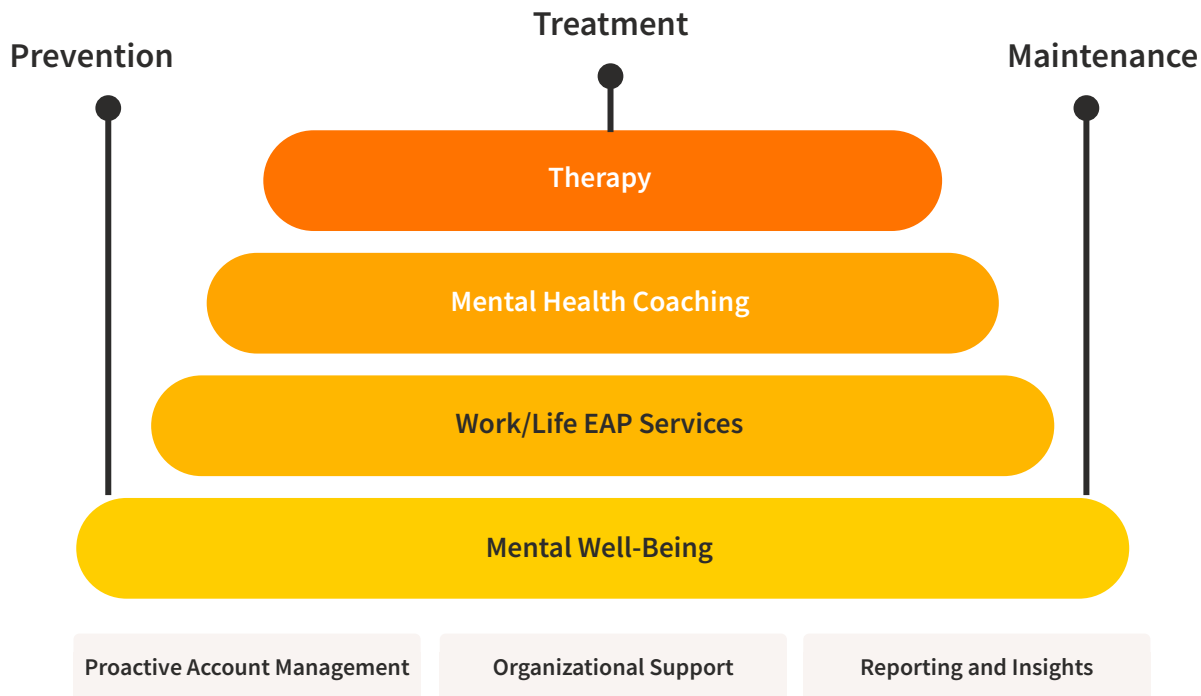 Treatment
Prevention
Maintenance
Therapy
Mental Health Coaching
Work/Life EAP Services
Mental Well-Being
Proactive Account Management
Organizational Support
Reporting and Insights